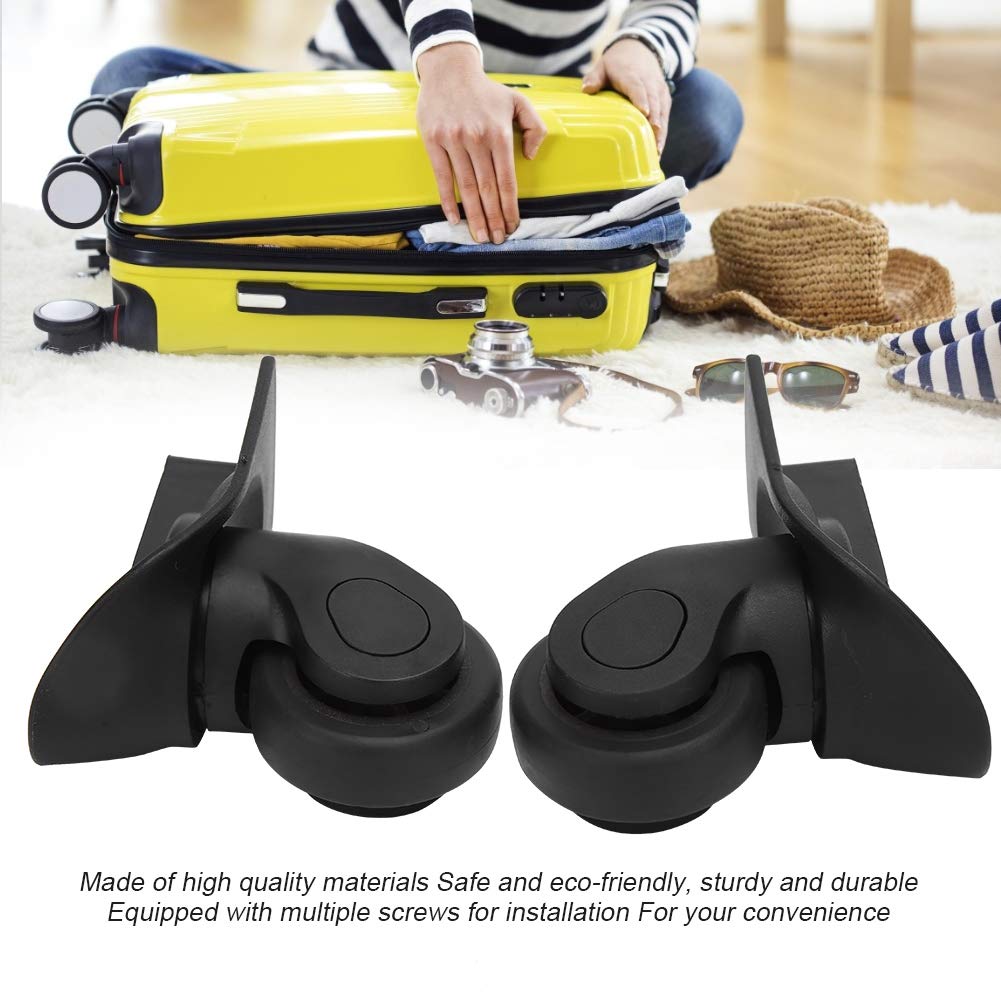 Made of high quality materials Safe and eco-friendly, sturdy and durable
Equipped with multiple screws for installation For your convenience